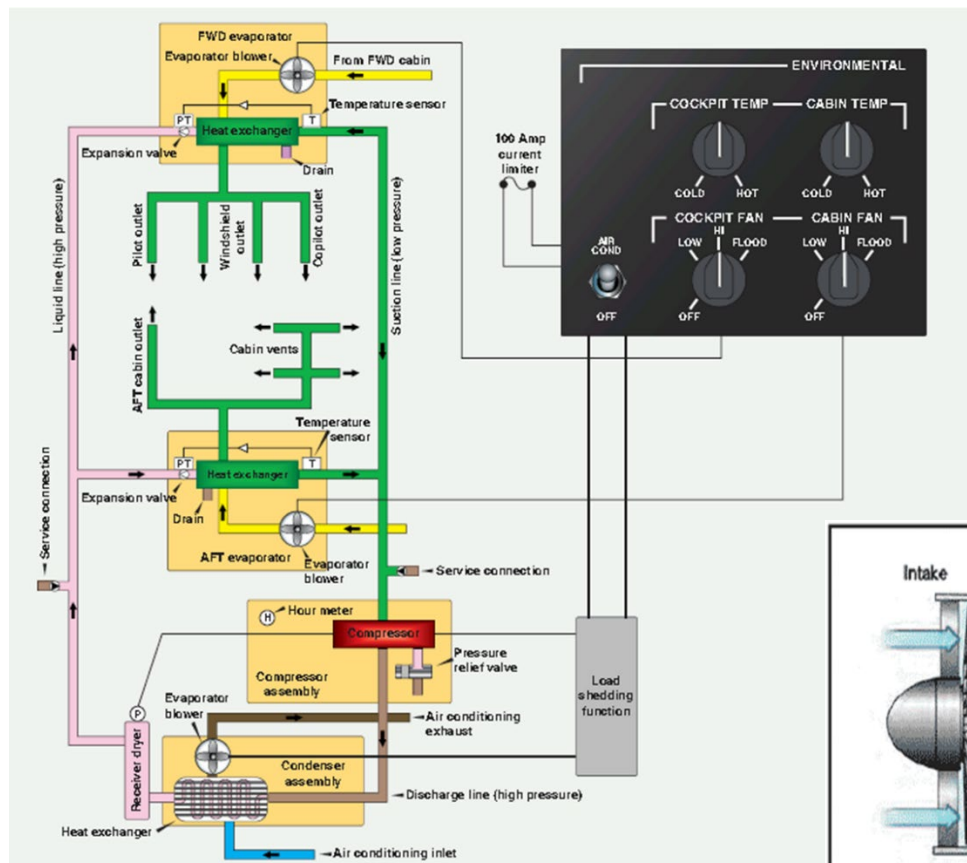 FWD evaporator
Evaporator blower
From FWD cabin
PT
T
Temperature sensor
Heat exchanger
Expansion valve
Drain
Liquid line (high pressure)
Pilot outlet
Windshield
outlet
Copilot outlet
Suction line (low pressure)
AFT cabin outlet
Cabin vents
Temperature
sensor
PT
T
Heat exchanger
Expansion valve
Drain
AFT evaporator
Evaporator
blower
Service connection
Service connection
H
Hour meter
Compressor
Compressor
assembly
Pressure
relief valve
P
Evaporator
blower
Air conditioning
exhaust
Receiver dryer
Condenser
assembly
Discharge line (high pressure)
Heat exchanger
Air conditioning inlet
100 Amp
current
limiter
ENVIRONMENTAL
COCKPIT TEMP
CABIN TEMP
COLD
HOT
COLD
HOT
COCKPIT FAN
CABIN FAN
LOW
HI
FLOOD
OFF
LOW
HI
FLOOD
OFF
AIR
COND
OFF
Load
shedding
function
Intake